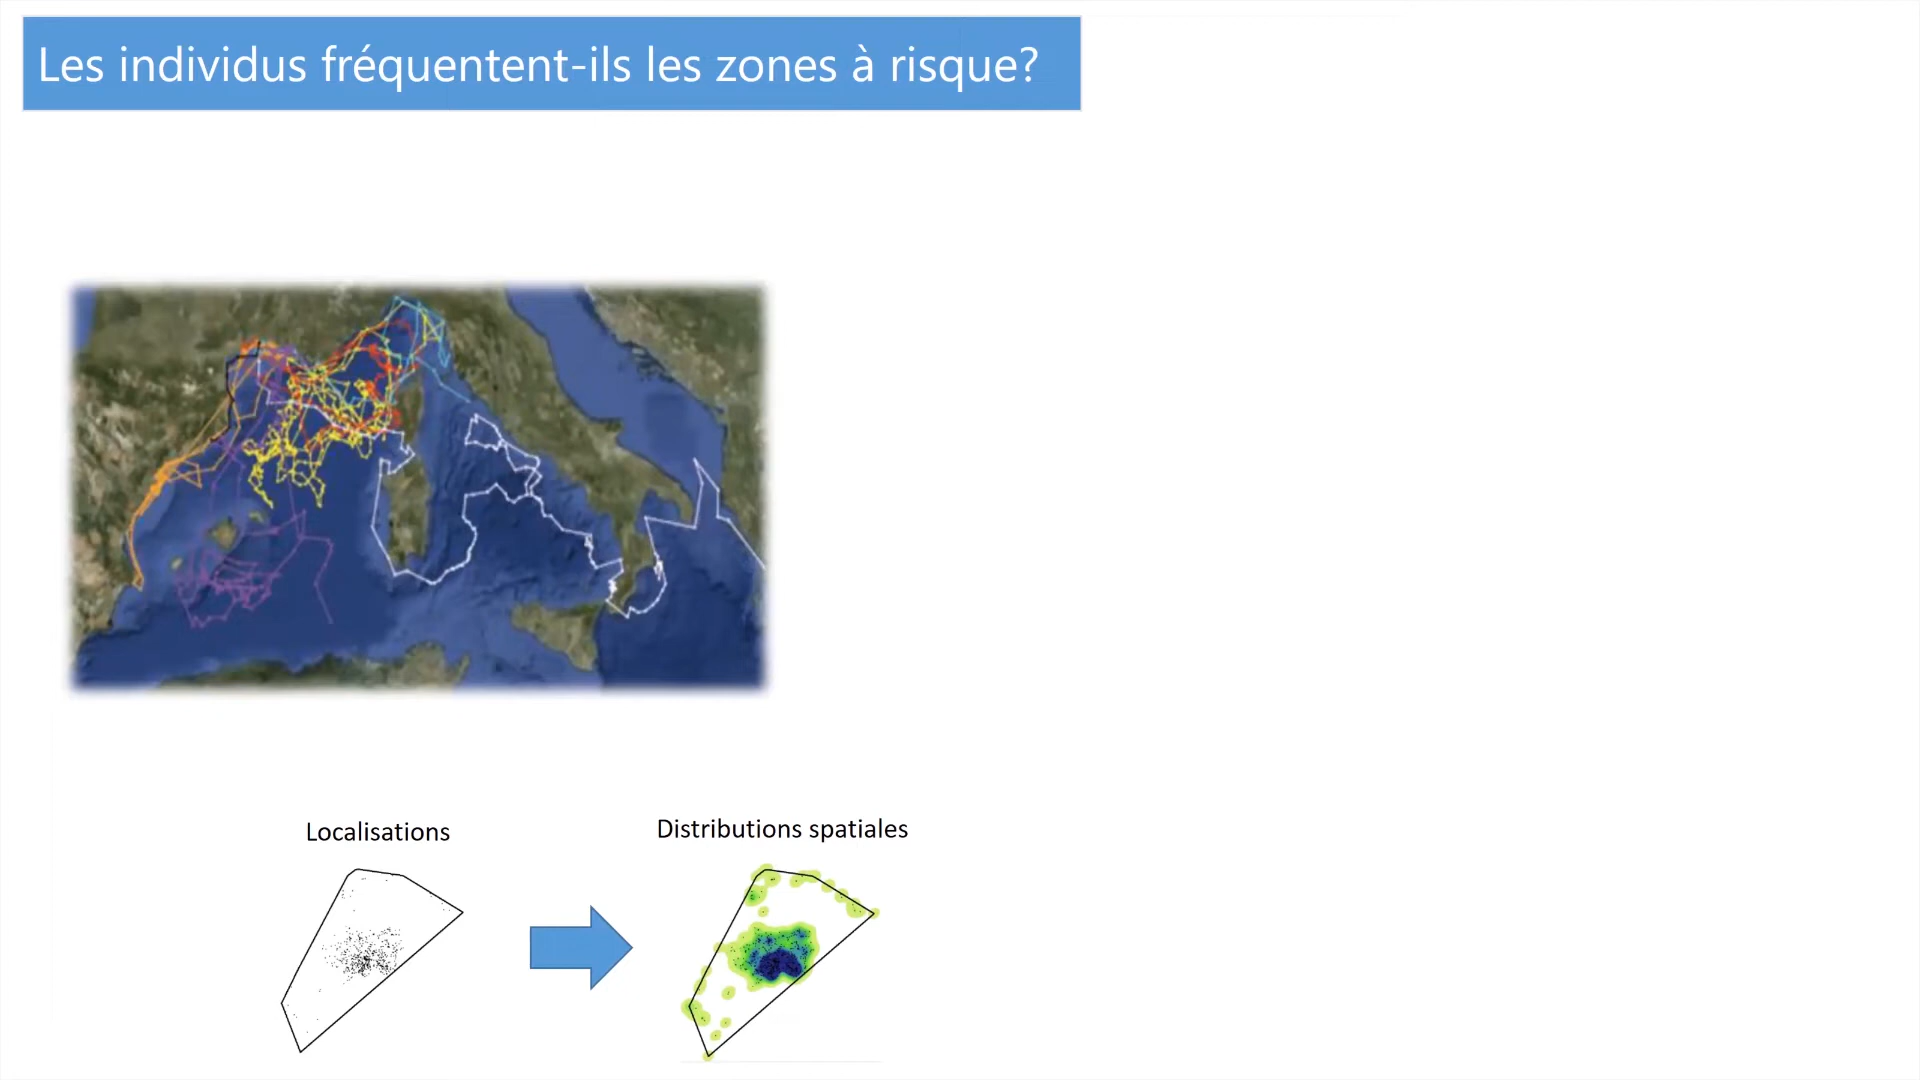 Les individus fréquentent-ils les zones à risque?
Localisations
Distributions spatiales